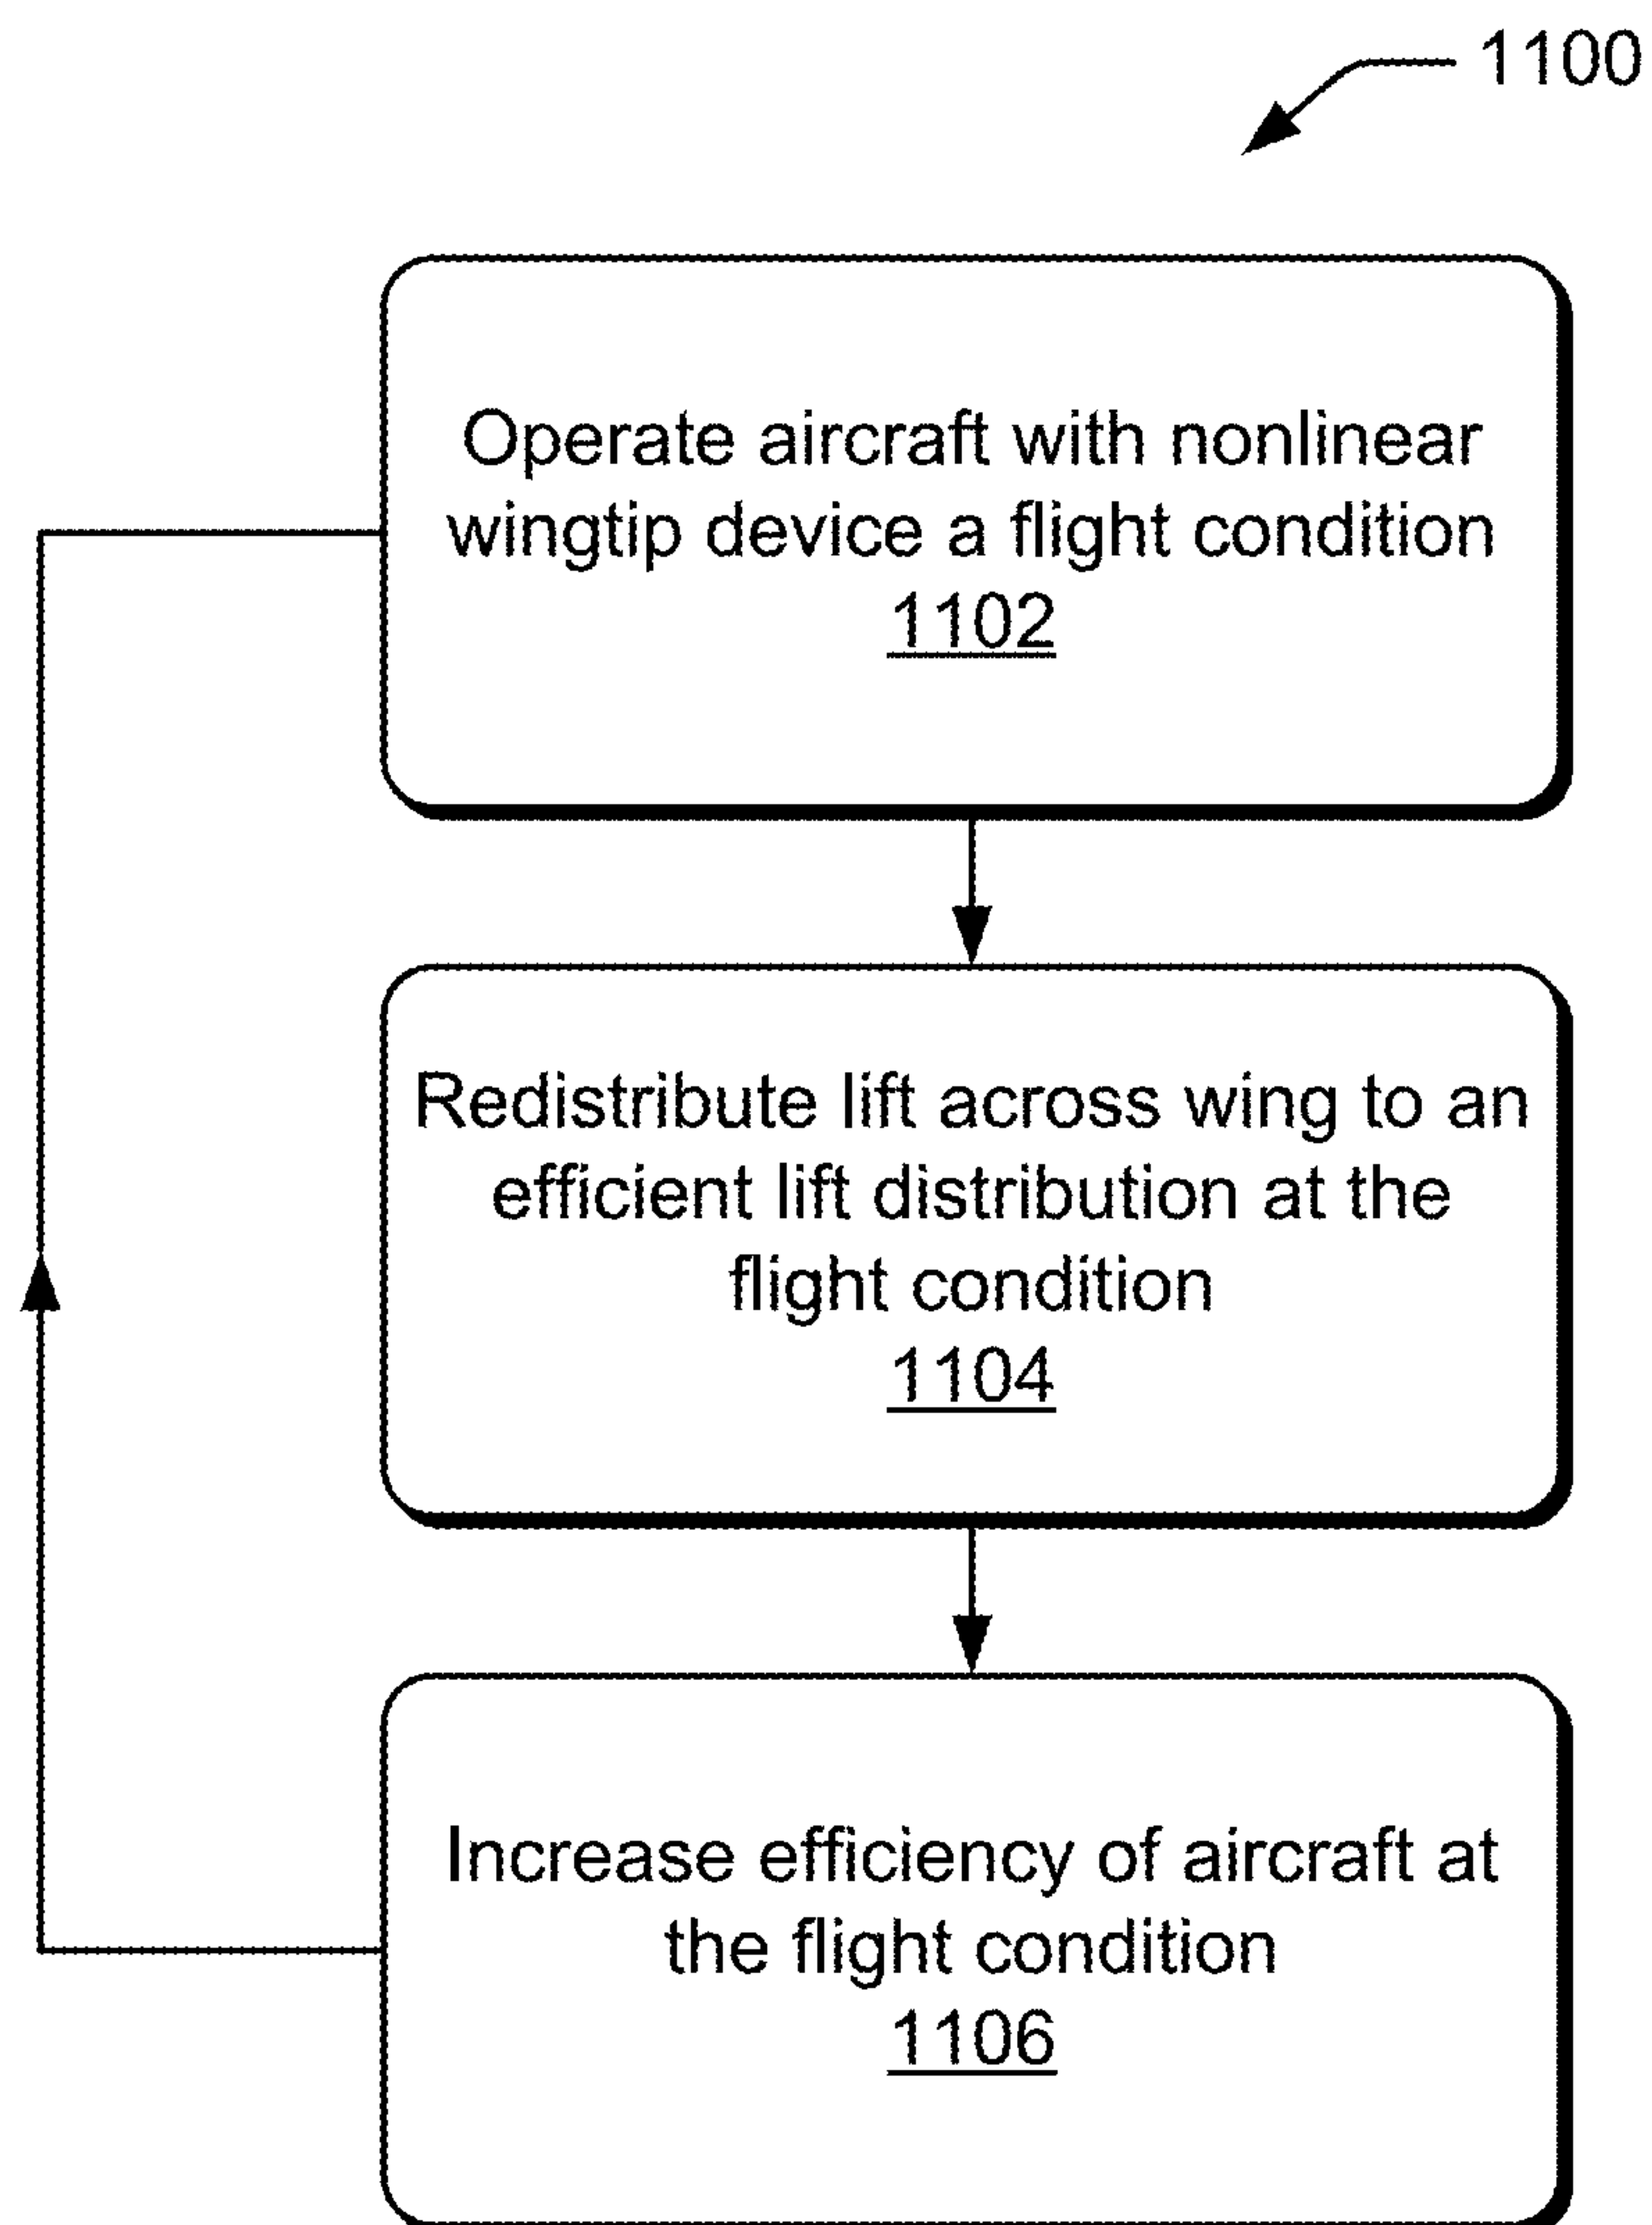 1100
Operate aircraft with nonlinear
wingtip device a flight condition
1102
Redistribute lift across wing to an
efficient lift distribution at the
flight condition
1104
Increase efficiency of aircraft at
the flight condition
1106